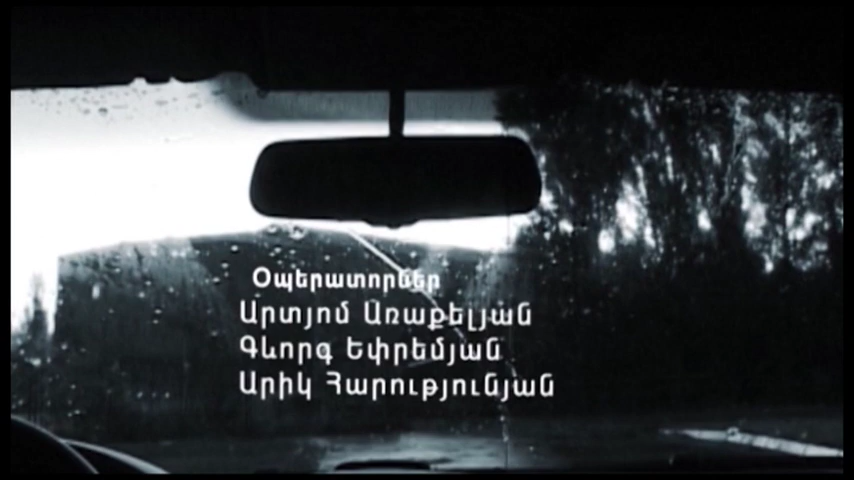 Օպերատորներ
Արտյոմ Առաքելյան
Գևորգ Եփրեմյան
Արիկ Հարությունյան